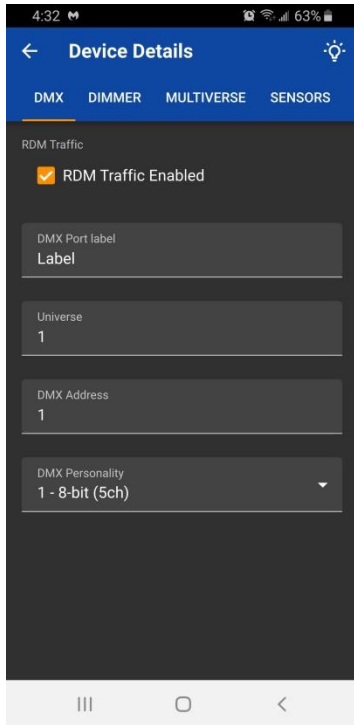 4:32
63%
Device Details
DMX DIMMER MULTIVERSE SENSORS
RDM Traffic
RDM Traffic Enabled
DMX Port label
Label
Universe
1
DMX Address
1
DMX Personality
1 - 8-bit (5ch)